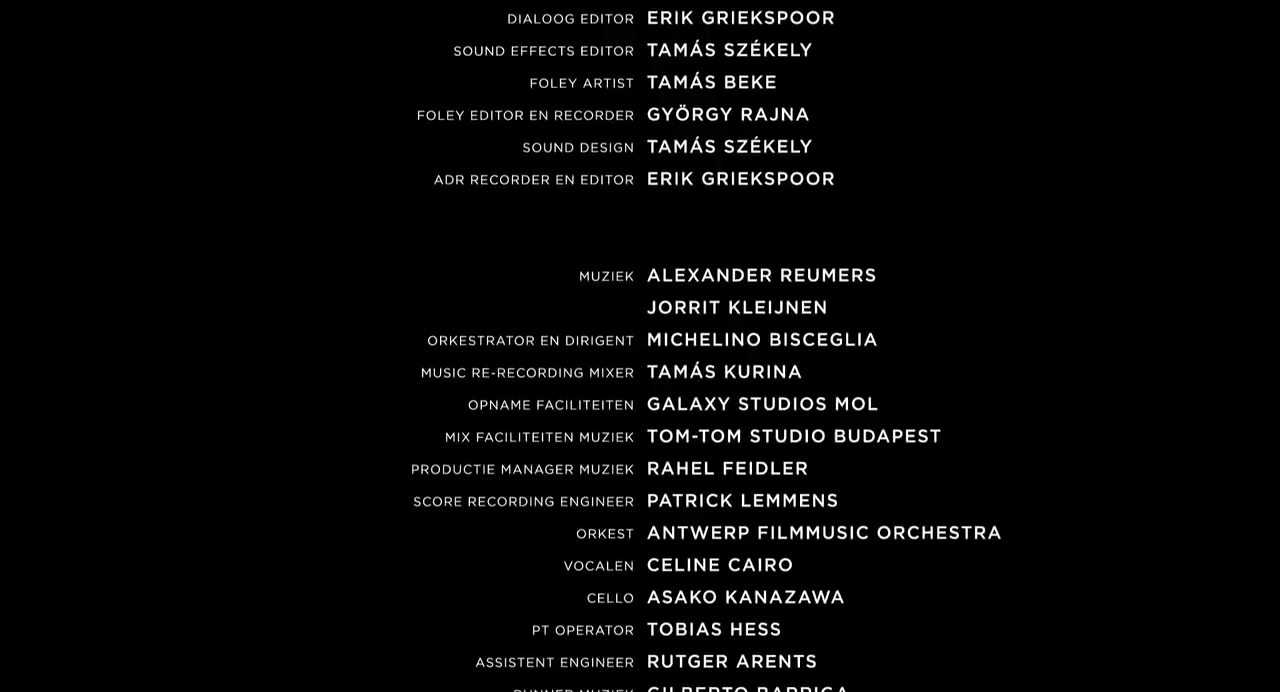 DIALOOG EDITOR ERIK GRIEKSPOOR
SOUND EFFECTS EDITOR TAMÁS SZÉKELY
FOLEY ARTIST TAMÁS BEKE
FOLEY EDITOR EN RECORDER GYÖRGY RAJNA
SOUND DESIGN TAMÁS SZÉKELY
ADR RECORDER EN EDITOR ERIK GRIEKSPOOR
MUZIEK ALEXANDER REUMERS
JORRIT KLEIJNEN
ORKESTRATOR EN DIRIGENT MICHELINO BISCEGLIA
MUSIC RE-RECORDING MIXER TAMÁS KURINA
OPNAME FACILITEITEN GALAXY STUDIOS MOL
MIX FACILITEITEN MUZIEK TOM-TOM STUDIO BUDAPEST
PRODUCTIE MANAGER MUZIEK RAHEL FEIDLER
SCORE RECORDING ENGINEER PATRICK LEMMENS
ORKEST ANTWERP FILMMUSIC ORCHESTRA
VOCALEN CELINE CAIRO
CELLO ASAKO KANAZAWA
PT OPERATOR TOBIAS HESS
ASSISTENT ENGINEER RUTGER ARENTS
RUNNER MUZIEK GILBERTO